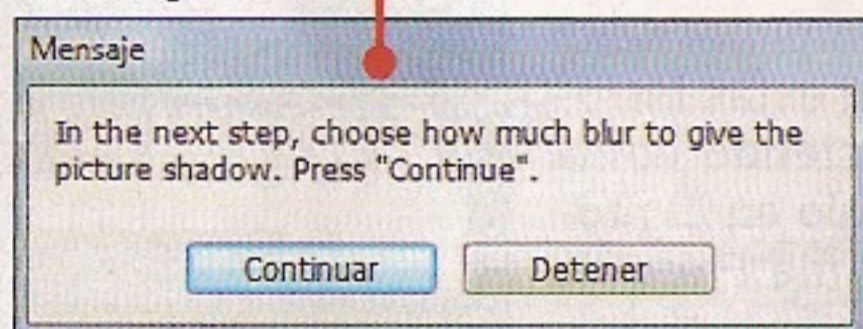 Mensaje
In the next step, choose how much blur to give the
picture shadow. Press "Continue".
Continuar
Detener